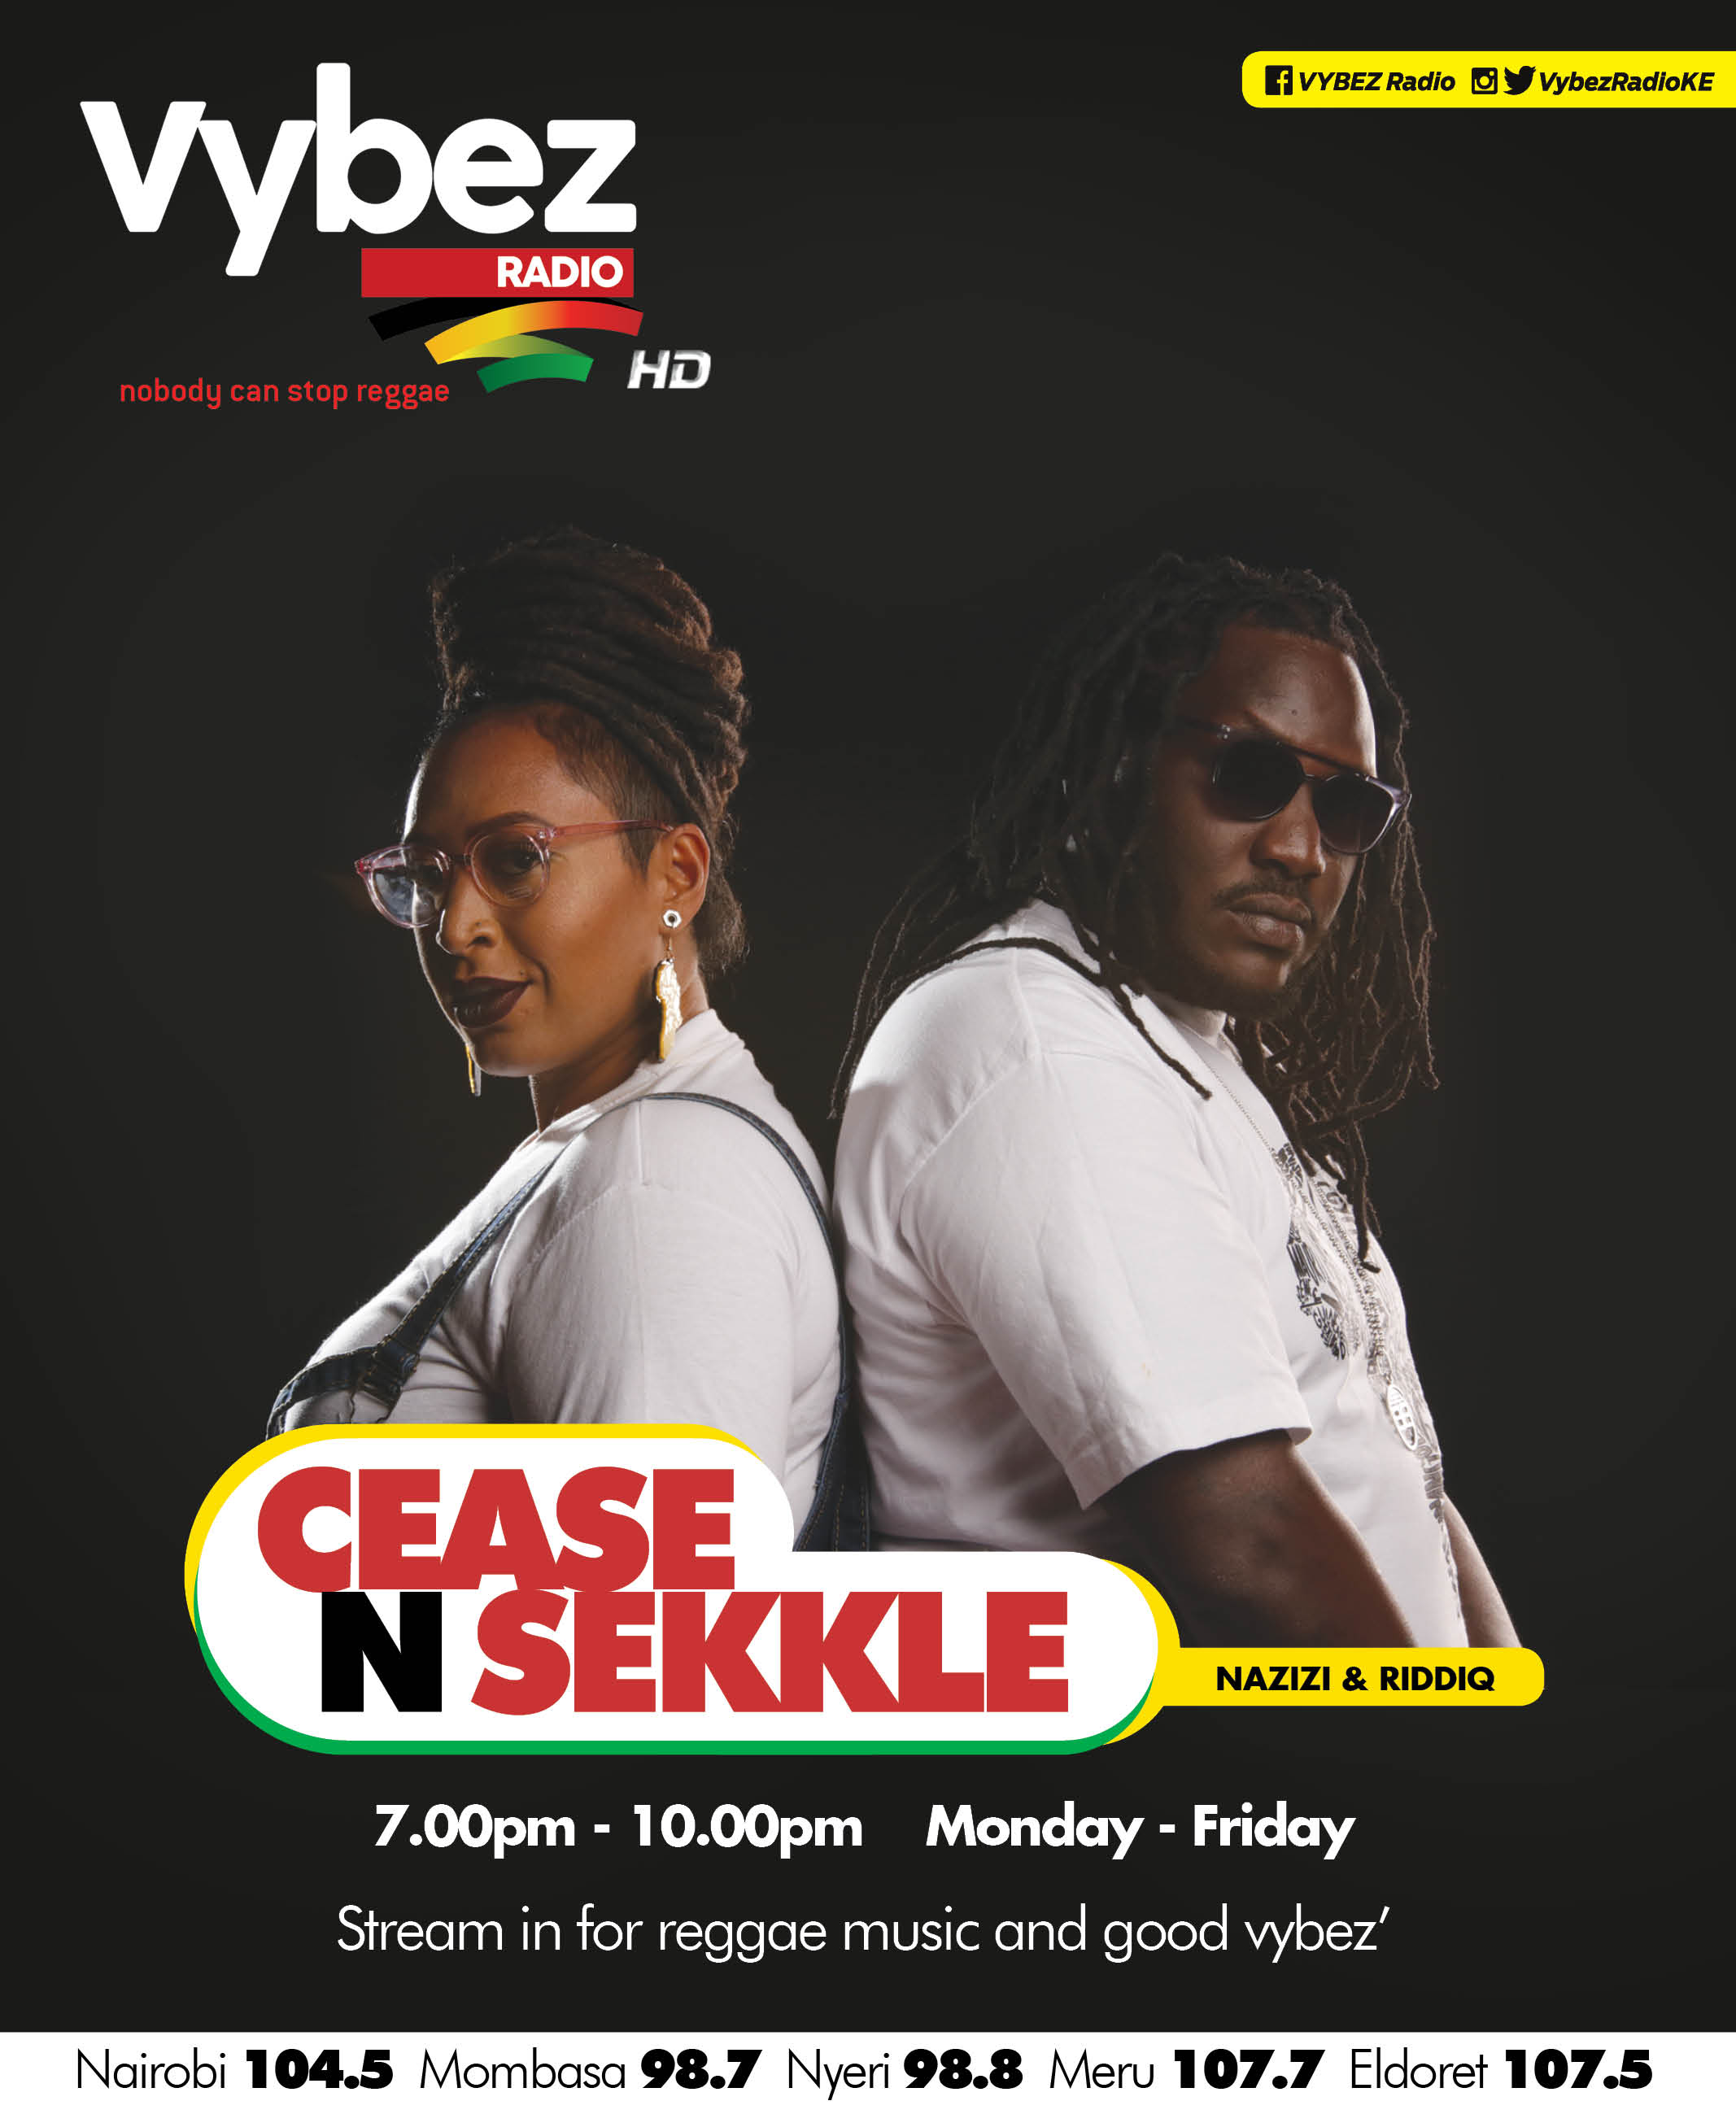 VYBEZ Radio VybezRadioKE
Vybez
RADIO
HD
nobody can stop reggae
CEASE
N SEKKLE
NAZIZI & RIDDIQ
7.00pm - 10.00pm Monday - Friday
Stream in for reggae music and good vybez’
Nairobi 104.5 Mombasa 98.7 Nyeri 98.8 Meru 107.7 Eldoret 107.5